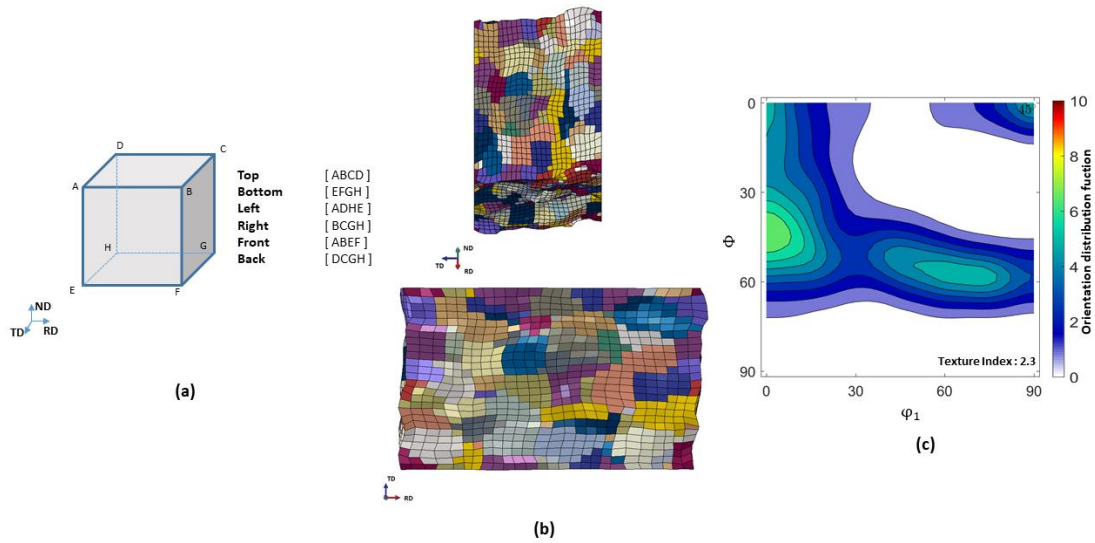 D
C
A
B
H
G
E
F
ND
TD
RD
Top [ ABCD ]
Bottom [ EFGH ]
Left [ ADHE ]
Right [ BCGH ]
Front [ ABEF ]
Back [ DCGH ]
(a)
ND
TD
RD
TD
RD
(b)
0
30
60
90
Φ
0
30
60
90
φ1
45°
Texture Index : 2.3
10
8
6
4
2
0
Orientation distribution fuction
(c)